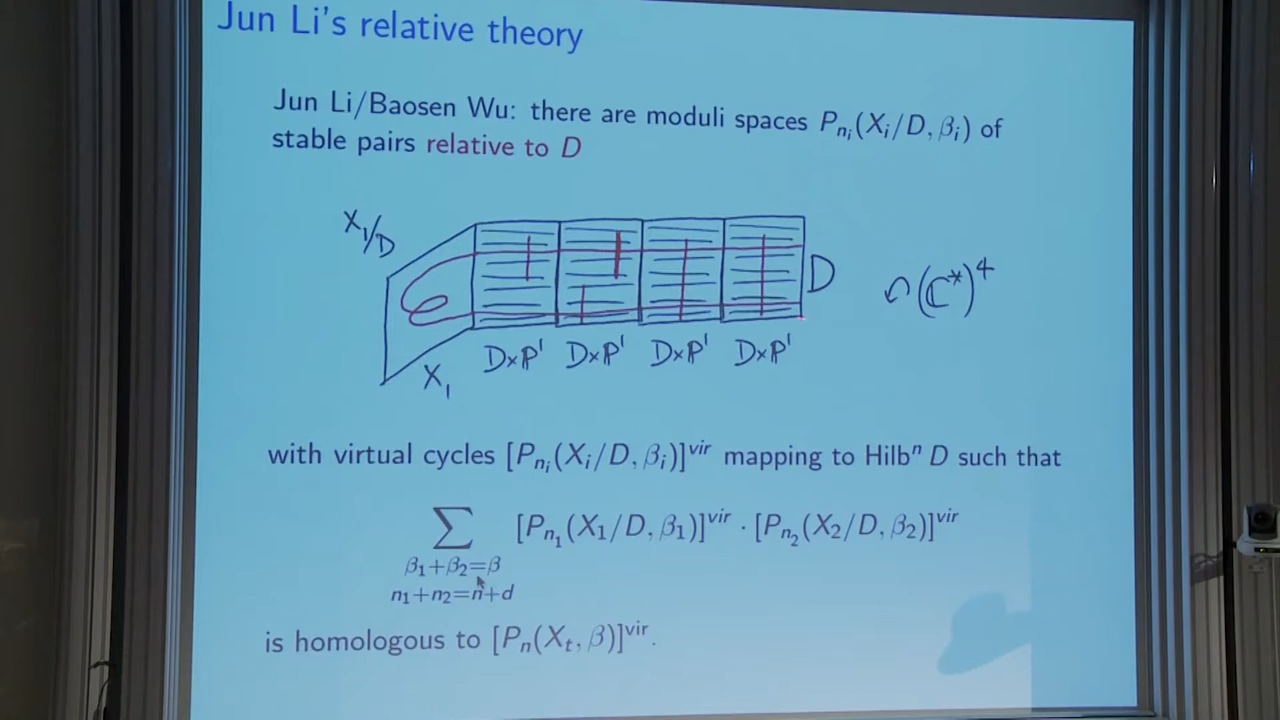 Jun Li's relative theory
Jun Li/Baosen Wu: there are moduli spaces P_{n_i}(X_i/D, β_i) of
stable pairs relative to D
X_1/D
D
↶(ℂ*)^4
D×P^1 D×P^1 D×P^1 D×P^1
X_1
with virtual cycles [P_{n_i}(X_i/D, β_i)]^{vir} mapping to Hilb^n D such that
∑ [P_{n_1}(X_1/D, β_1)]^{vir} · [P_{n_2}(X_2/D, β_2)]^{vir}
β_1+β_2=β
n_1+n_2=n+d
is homologous to [P_n(X_t, β)]^{vir}.